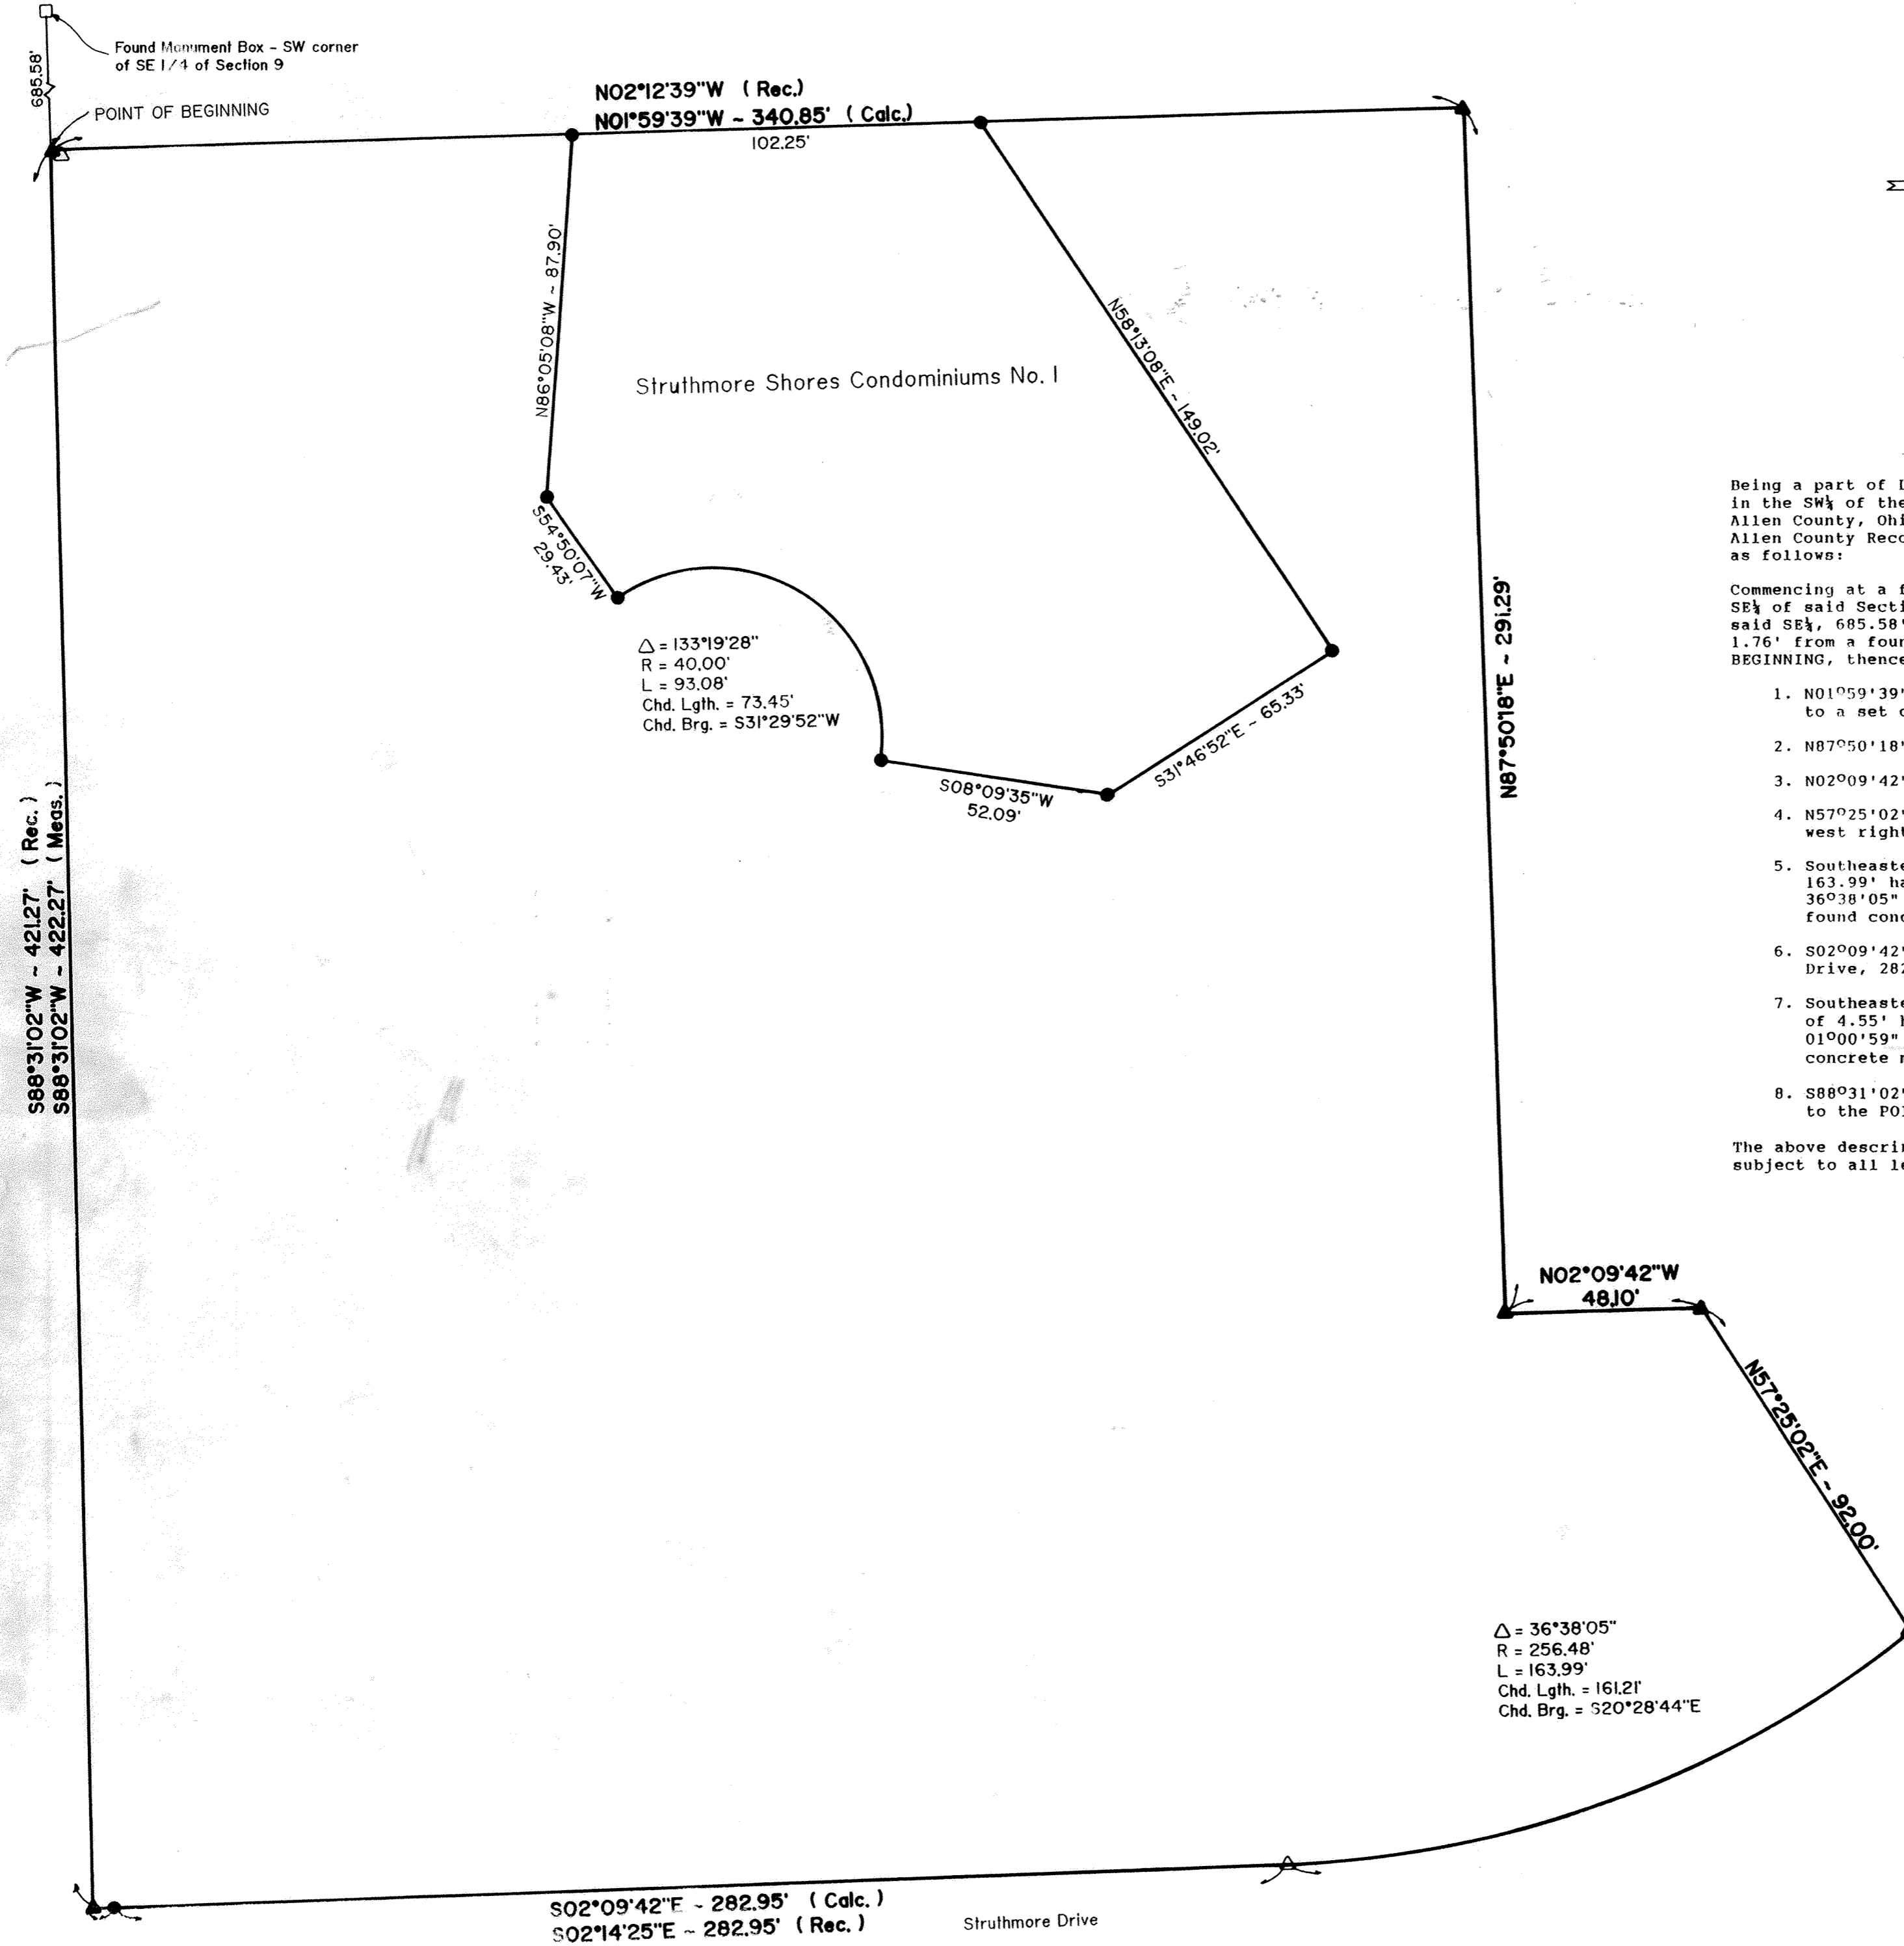 685.58'
Found Monument Box - SW corner
of SE 1/4 of Section 9
POINT OF BEGINNING
N02°12'39"W (Rec.)
N01°59'39"W ~ 340.85' (Calc.)
102.25'
N86°05'08"W ~ 87.90'
N58°13'08"E ~ 149.02'
Struthmore Shores Condominiums No. 1
S54°50'07"W
29.43'
△ = 133°19'28"
R = 40.00'
L = 93.08'
Chd. Lgth. = 73.45'
Chd. Brg. = S31°29'52"W
S08°09'35"W
52.09'
S31°46'52"E ~ 65.33'
N87°50'18"E ~ 291.29'
S88°31'02"W ~ 421.27' (Rec.)
S88°31'02"W ~ 422.27' (Meas.)
Being a part of
in the SW¼ of the
Allen County, Ohi
Allen County Reco
as follows:
Commencing at a f
SE¼ of said Secti
said SE¼, 685.58'
1.76' from a foun
BEGINNING, thence
1. N01°59'39"
to a set c
2. N87°50'18'
3. N02°09'42'
4. N57°25'02'
west right
5. Southeaste
163.99' ha
36°38'05"
found conc
6. S02°09'42'
Drive, 282
7. Southeaste
of 4.55' h
01°00'59"
concrete m
8. S88°31'02'
to the POI
The above descri
subject to all le
N02°09'42"W
48.10'
N57°25'02"E ~ 92.00'
△ = 36°38'05"
R = 256.48'
L = 163.99'
Chd. Lgth. = 161.21'
Chd. Brg. = S20°28'44"E
S02°09'42"E ~ 282.95' (Calc.)
S02°14'25"E ~ 282.95' (Rec.)
Struthmore Drive